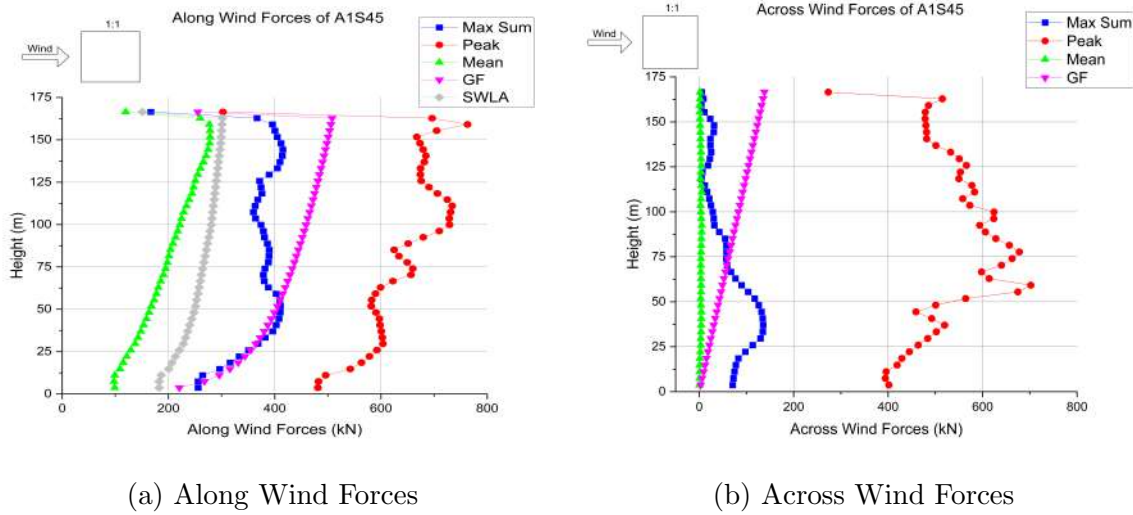 Along Wind Forces of A1S45
1:1
Wind
Max Sum
Peak
Mean
GF
SWLA
175
150
125
100
75
50
25
0
Height (m)
0 200 400 600 800
Along Wind Forces (kN)
(a) Along Wind Forces
Across Wind Forces of A1S45
1:1
Wind
Max Sum
Peak
Mean
GF
175
150
125
100
75
50
25
0
Height (m)
0 200 400 600 800
Across Wind Forces (kN)
(b) Across Wind Forces